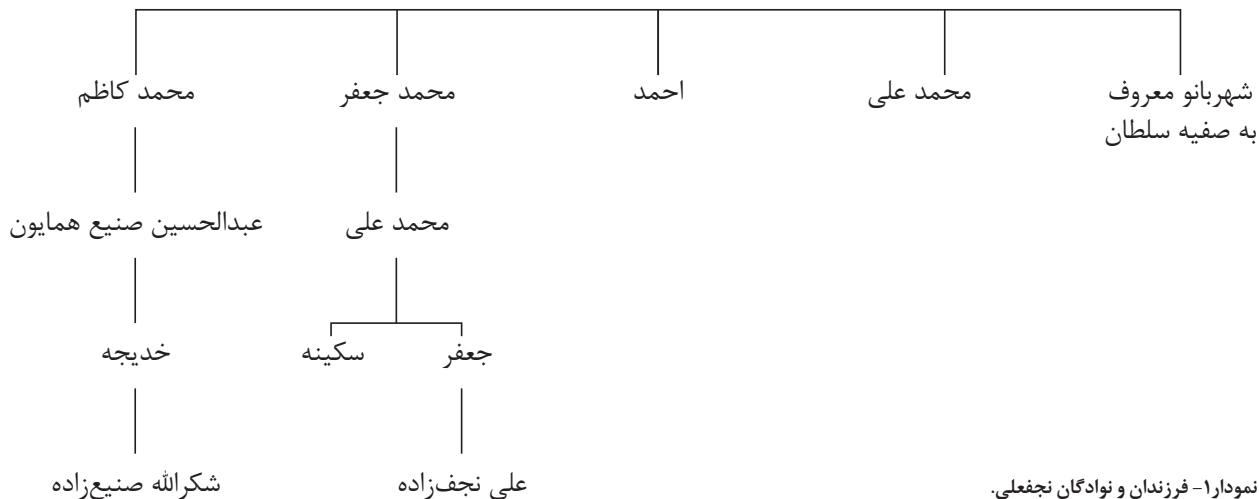 شهربانو معروف
به صفیه سلطان
محمد علی
احمد
محمد جعفر
محمد کاظم
محمد علی
عبدالحسین صنیع همایون
جعفر
سکینه
خدیجه
علی نجف‌زاده
شکرالله صنیع‌زاده
نمودار۱- فرزندان و نوادگان نجفعلی.